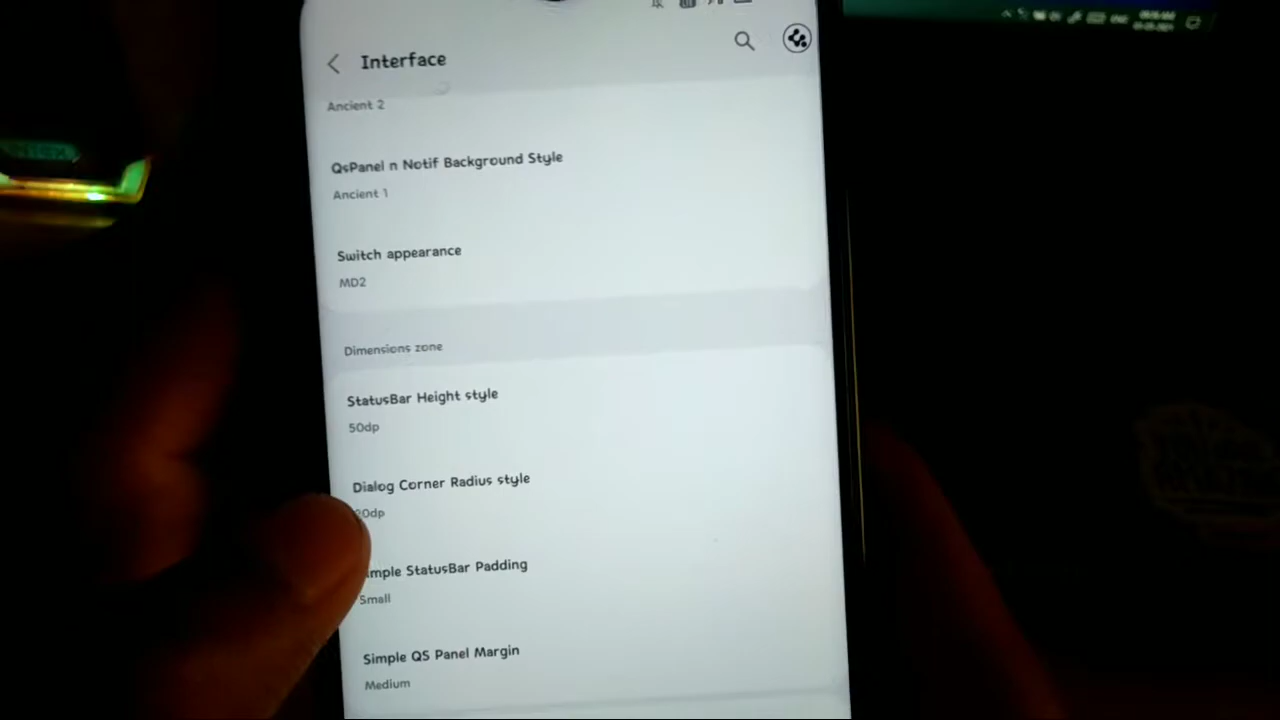 Interface
Ancient 2
QsPanel n Notif Background Style
Ancient 1
Switch appearance
MD2
Dimensions zone
StatusBar Height style
50dp
Dialog Corner Radius style
20dp
imple StatusBar Padding
Small
Simple QS Panel Margin
Medium